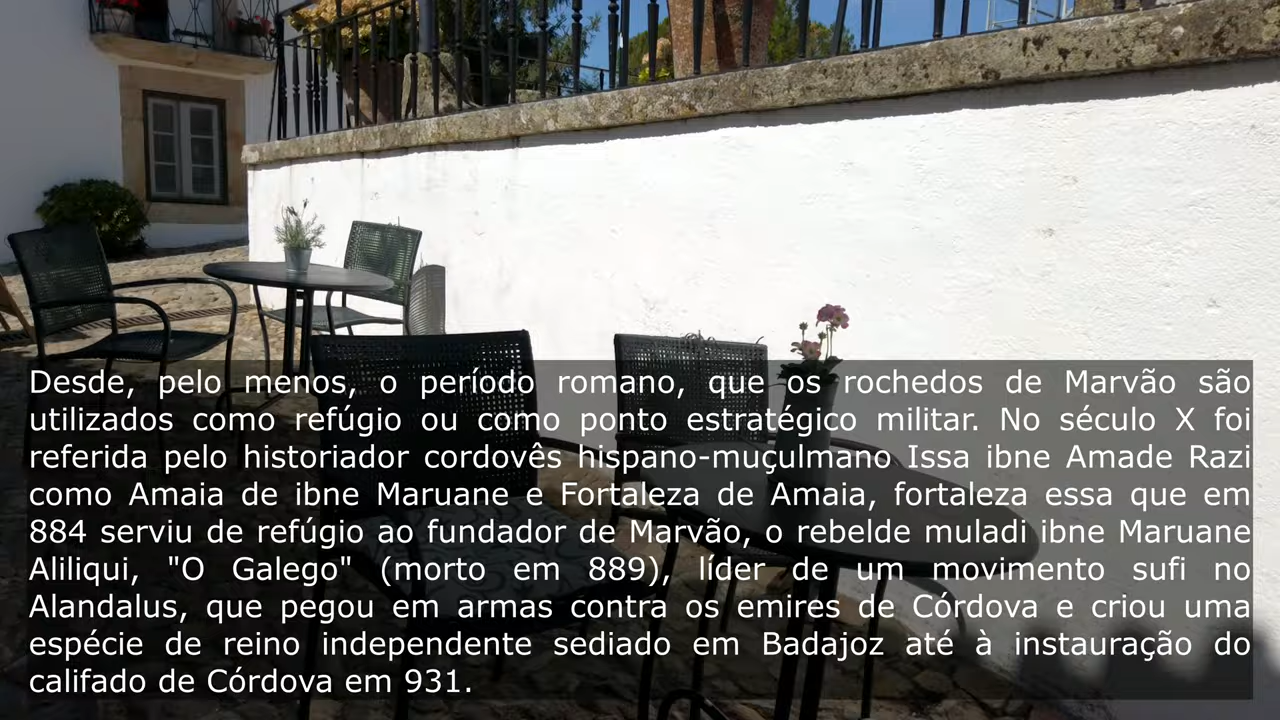 Desde, pelo menos, o período romano, que os rochedos de Marvão são
utilizados como refúgio ou como ponto estratégico militar. No século X foi
referida pelo historiador cordovês hispano-muçulmano Issa ibne Amade Razi
como Amaia de ibne Maruane e Fortaleza de Amaia, fortaleza essa que em
884 serviu de refúgio ao fundador de Marvão, o rebelde muladi ibne Maruane
Aliliqui, "O Galego" (morto em 889), líder de um movimento sufi no
Alandalus, que pegou em armas contra os emires de Córdova e criou uma
espécie de reino independente sediado em Badajoz até à instauração do
califado de Córdova em 931.